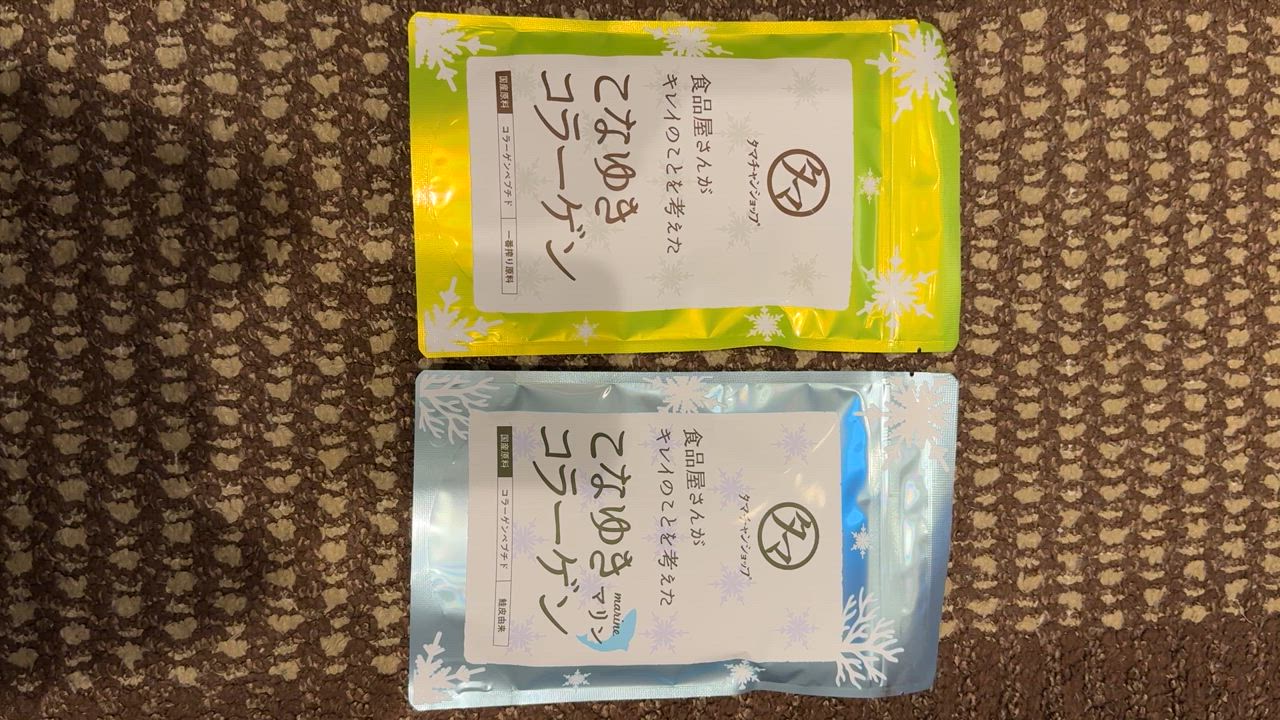 タマ
タマチャンショップ
食品屋さんが
キレイのことを考えた
こなゆき
コラーゲン
国産原料 コラーゲンペプチド 一番搾り原料
タマ
タマチャンショップ
食品屋さんが
キレイのことを考えた
marine
こなゆき マリン
コラーゲン
国産原料 コラーゲンペプチド 鮭皮由来